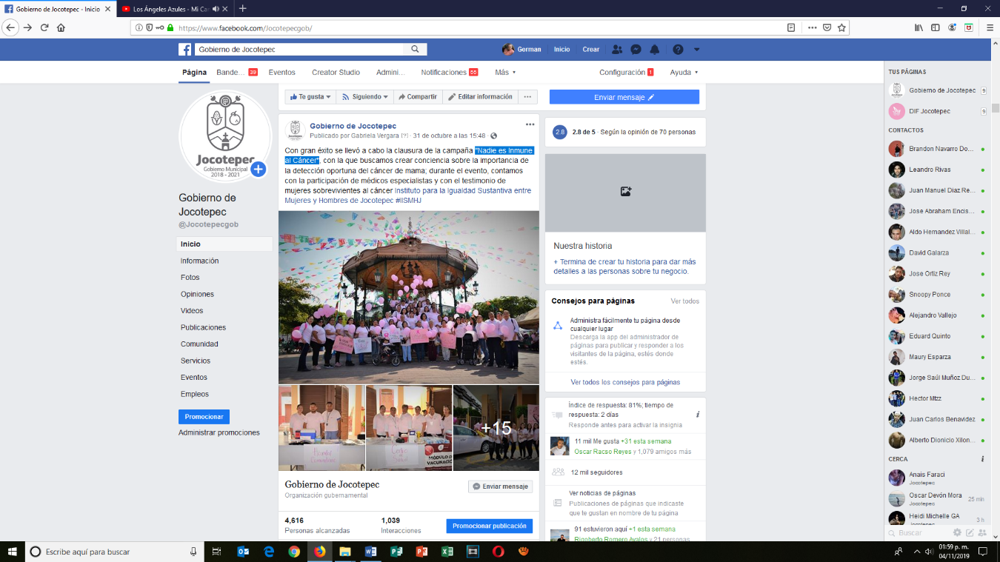 Gobierno de Jocotepec - Inicio
Los Ángeles Azules - Mi Car
https://www.facebook.com/Jocotepecgob/
Gobierno de Jocotepec
German
Inicio
Crear
Página
Bande... 39
Eventos
Creator Studio
Admini...
Notificaciones 55
Más
Configuración 1
Ayuda
Jocotepec
Gobierno Municipal
2018 - 2021
Gobierno de
Jocotepec
@Jocotepecgob
Inicio
Información
Fotos
Opiniones
Videos
Publicaciones
Comunidad
Servicios
Eventos
Empleos
Promocionar
Administrar promociones
Te gusta
Siguiendo
Compartir
Editar información
...
Gobierno de Jocotepec
Publicado por Gabriela Vergara [?] · 31 de octubre a las 15:48 ·
Con gran éxito se llevó a cabo la clausura de la campaña "Nadie es Inmune
al Cáncer", con la que buscamos crear conciencia sobre la importancia de
la detección oportuna del cáncer de mama; durante el evento, contamos
con la participación de médicos especialistas y con el testimonio de
mujeres sobrevivientes al cáncer Instituto para la Igualdad Sustantiva entre
Mujeres y Hombres de Jocotepec #IISMHJ
MÓDULO D
VACUNACIÓ
+15
Gobierno de Jocotepec
Organización gubernamental
Enviar mensaje
4,616
Personas alcanzadas
1,039
Interacciones
Promocionar publicación
Enviar mensaje
2.8
2.8 de 5 · Según la opinión de 70 personas
Nuestra historia
+ Termina de crear tu historia para dar más
detalles a las personas sobre tu negocio.
Consejos para páginas
Ver todos
Administra fácilmente tu página desde
cualquier lugar
Descarga la app del administrador de
páginas para publicar y responder a los
visitantes de la página, estés donde
estés.
Ver todos los consejos para páginas
Índice de respuesta: 81%; tiempo de
respuesta: 2 días
Responde antes para activar la insignia
11 mil Me gusta +31 esta semana
Oscar Racso Reyes y 1,079 amigos más
12 mil seguidores
Ver noticias de páginas
Publicaciones de páginas que indicaste
que te gustan en nombre de tu página
91 estuvieron aquí +1 esta semana
Rigoberto Romero Ayalos y 21 personas
TUS PÁGINAS
Gobierno de Jocotepec 9
DIF Jocotepec 9
CONTACTOS
Brandon Navarro Do...
Leandro Rivas
Juan Manuel Diaz Re...
Jose Abraham Encis...
Aldo Hernandez Villal...
David Galarza
Jose Ortiz Rey
Snoopy Ponce
Alejandro Vallejo
Eduard Quinto
Maury Esparza
Jorge Saúl Muñoz Du...
Hector Mtzz
Juan Carlos Benavidez
Alberto Dionicio Xilon...
CERCA
Anais Faraci
Jocotepec
Oscar Devón Mora
Jocotepec
25 min
Heidi Michelle GA
Jocotepec
3 h
Buscar
Escribe aquí para buscar
01:59 p. m.
04/11/2019